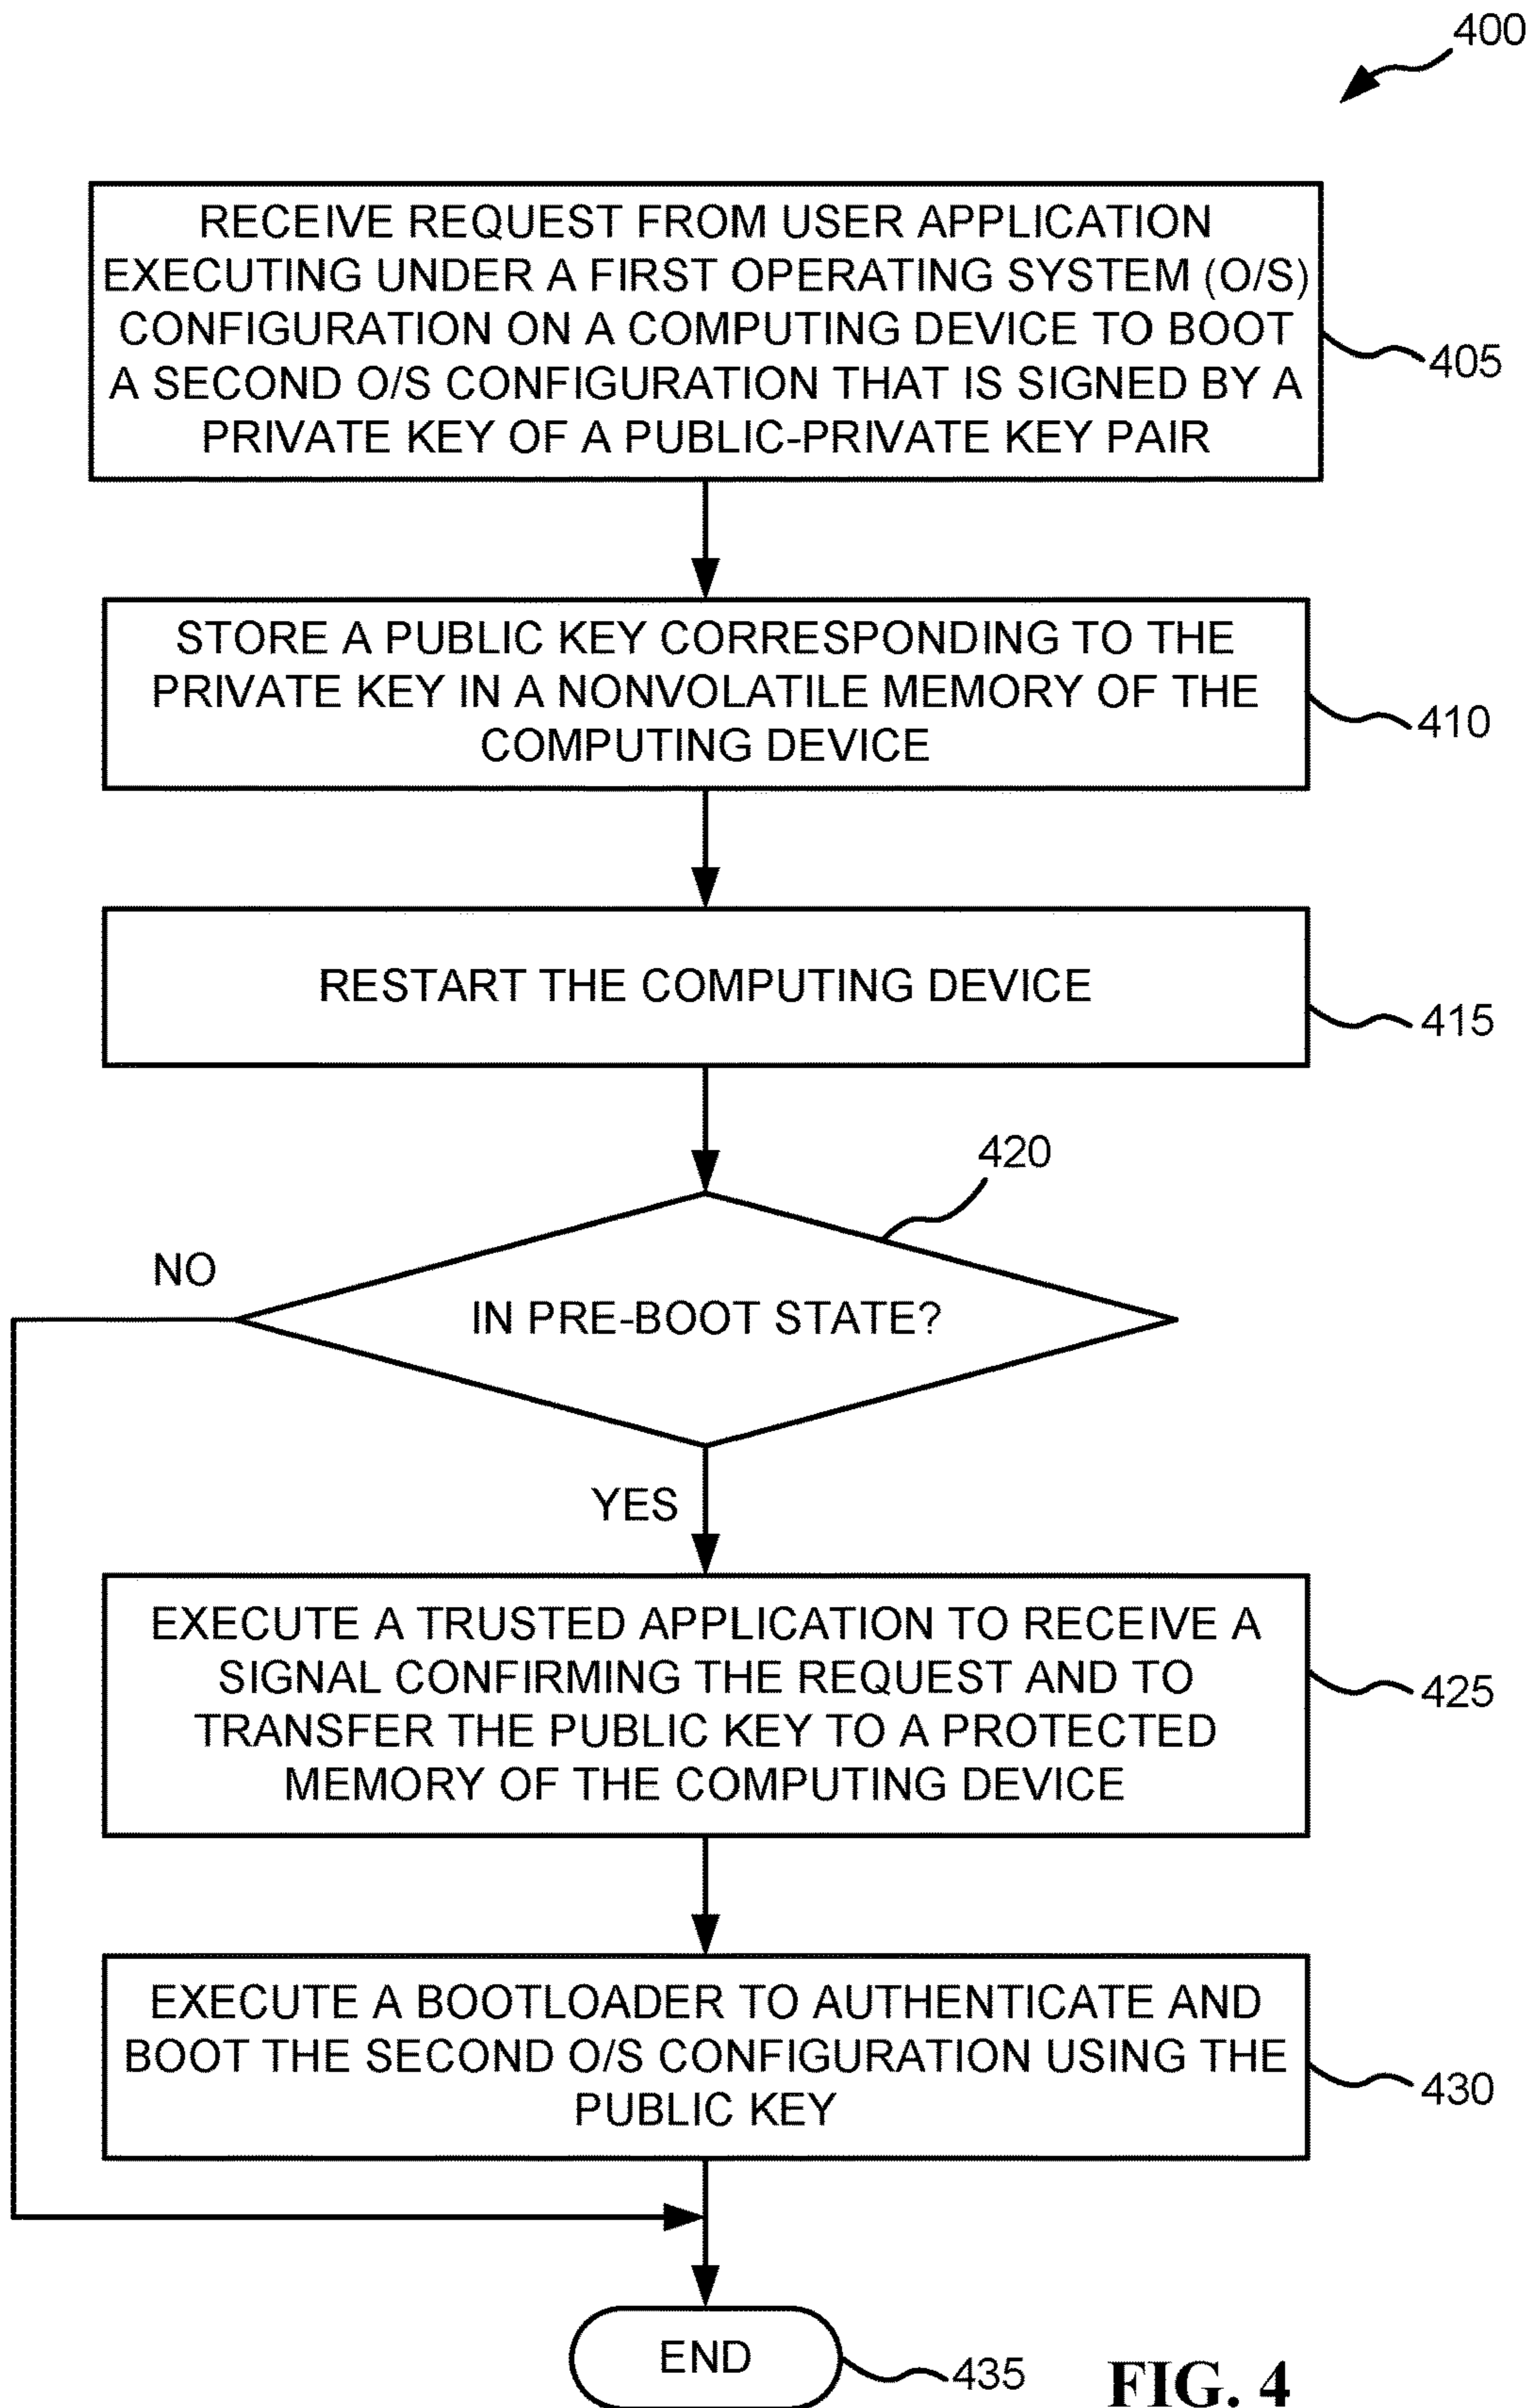 400
RECEIVE REQUEST FROM USER APPLICATION
EXECUTING UNDER A FIRST OPERATING SYSTEM (O/S)
CONFIGURATION ON A COMPUTING DEVICE TO BOOT
A SECOND O/S CONFIGURATION THAT IS SIGNED BY A
PRIVATE KEY OF A PUBLIC-PRIVATE KEY PAIR
405
STORE A PUBLIC KEY CORRESPONDING TO THE
PRIVATE KEY IN A NONVOLATILE MEMORY OF THE
COMPUTING DEVICE
410
RESTART THE COMPUTING DEVICE
415
420
NO
IN PRE-BOOT STATE?
YES
EXECUTE A TRUSTED APPLICATION TO RECEIVE A
SIGNAL CONFIRMING THE REQUEST AND TO
TRANSFER THE PUBLIC KEY TO A PROTECTED
MEMORY OF THE COMPUTING DEVICE
425
EXECUTE A BOOTLOADER TO AUTHENTICATE AND
BOOT THE SECOND O/S CONFIGURATION USING THE
PUBLIC KEY
430
END
435
FIG. 4